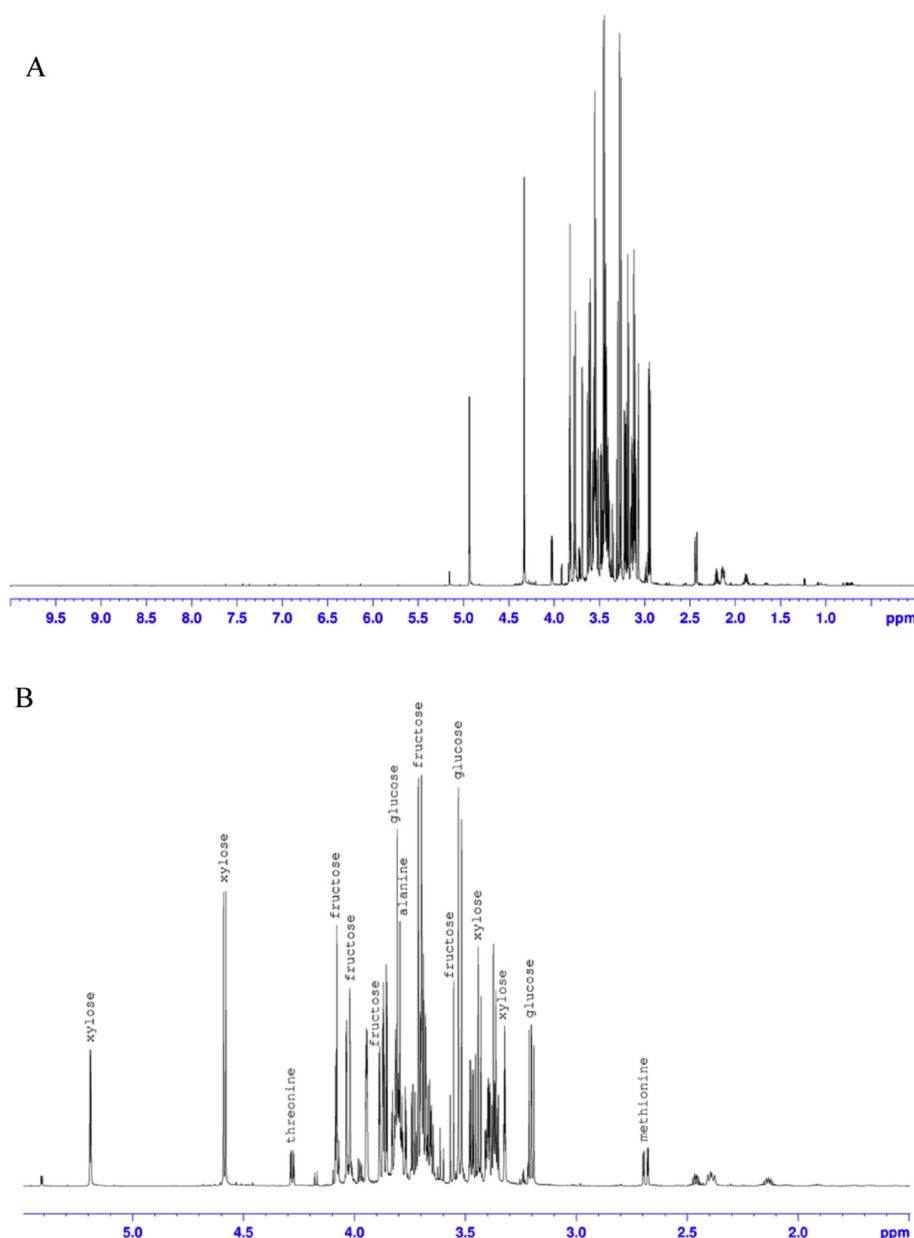 A
9.5 9.0 8.5 8.0 7.5 7.0 6.5 6.0 5.5 5.0 4.5 4.0 3.5 3.0 2.5 2.0 1.5 1.0 ppm
B
xylose
xylose
threonine
fructose
fructose
fructose
glucose
alanine
fructose
fructose
glucose
xylose
xylose
glucose
methionine
5.0 4.5 4.0 3.5 3.0 2.5 2.0 ppm